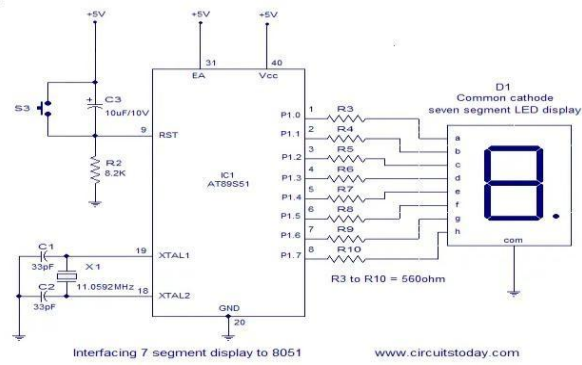 +5V
+5V
+5V
31
40
EA
Vcc
S3
+
C3
10uF/10V
9
RST
R2
8.2K
IC1
AT89S51
P1.0
1
R3
P1.1
2
R4
P1.2
3
R5
P1.3
4
R6
P1.4
5
R7
P1.5
6
R8
P1.6
7
R9
P1.7
8
R10
D1
Common cathode
seven segment LED display
a
b
c
d
e
f
g
h
8.
com
R3 to R10 = 560ohm
C1
33pF
X1
11.0592MHz
C2
33pF
19
XTAL1
18
XTAL2
GND
20
Interfacing 7 segment display to 8051
www.circuitstoday.com